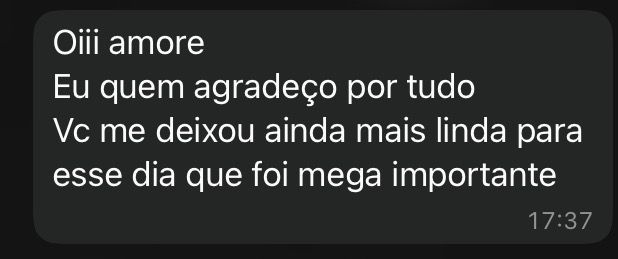 Oiii amore
Eu quem agradeço por tudo
Vc me deixou ainda mais linda para
esse dia que foi mega importante
17:37